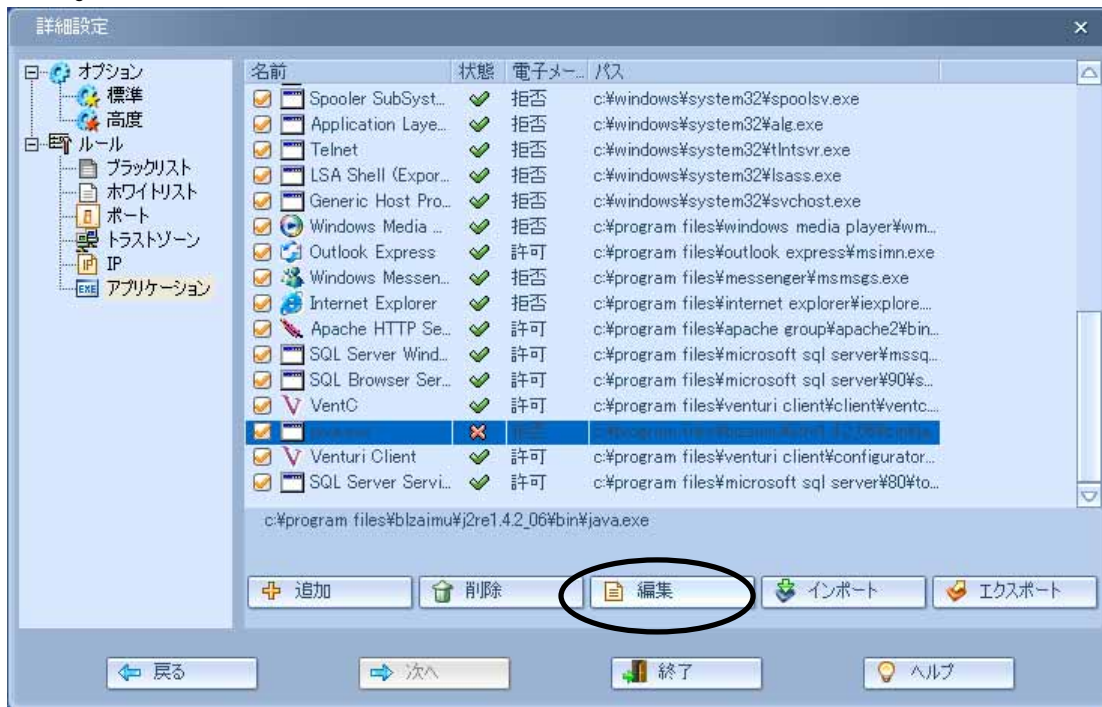 詳細設定
オプション
標準
高度
ルール
ブラックリスト
ホワイトリスト
ポート
トラストゾーン
IP
アプリケーション
名前 状態 電子メー... パス
Spooler SubSyst... 拒否 c:¥windows¥system32¥spoolsv.exe
Application Laye... 拒否 c:¥windows¥system32¥alg.exe
Telnet 拒否 c:¥windows¥system32¥tlntsvr.exe
LSA Shell (Expor... 拒否 c:¥windows¥system32¥lsass.exe
Generic Host Pro... 拒否 c:¥windows¥system32¥svchost.exe
Windows Media ... 拒否 c:¥program files¥windows media player¥wm...
Outlook Express 許可 c:¥program files¥outlook express¥msimn.exe
Windows Messen... 拒否 c:¥program files¥messenger¥msmsgs.exe
Internet Explorer 拒否 c:¥program files¥internet explorer¥iexplore....
Apache HTTP Se... 許可 c:¥program files¥apache group¥apache2¥bin...
SQL Server Wind... 許可 c:¥program files¥microsoft sql server¥mssq...
SQL Browser Ser... 許可 c:¥program files¥microsoft sql server¥90¥s...
VentC 許可 c:¥program files¥venturi client¥client¥ventc....
Venturi Client 許可 c:¥program files¥venturi client¥configurator...
SQL Server Servi... 許可 c:¥program files¥microsoft sql server¥80¥to...
c:¥program files¥blzaimu¥j2re1.4.2_06¥bin¥java.exe
追加 削除 編集 インポート エクスポート
戻る 次へ 終了 ヘルプ